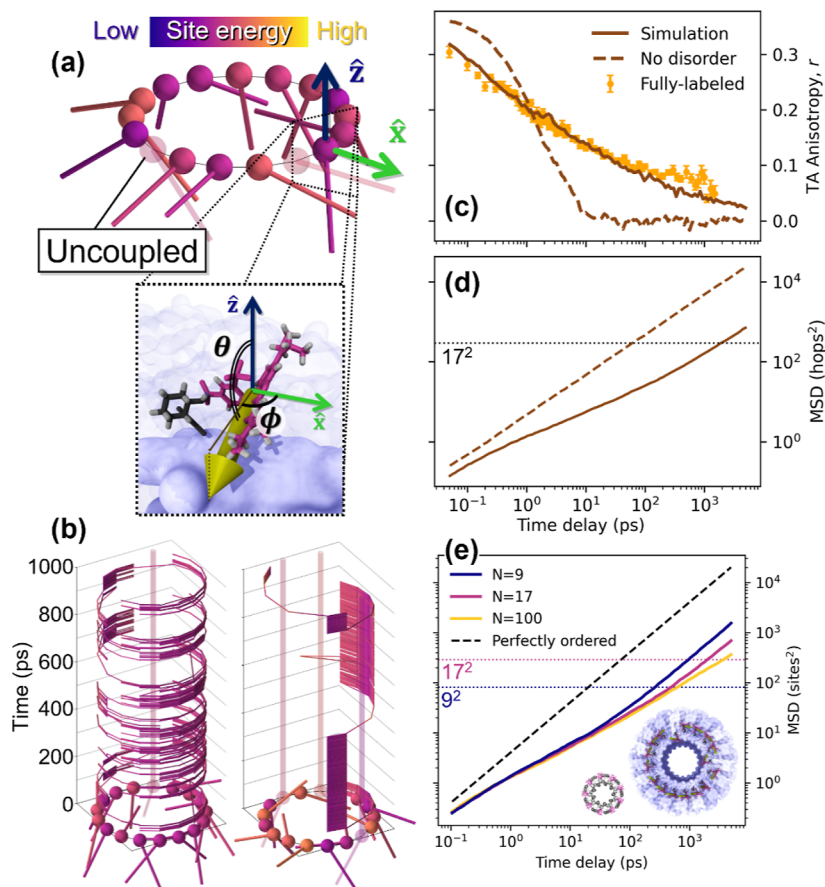 Low Site energy High
(a)
ẑ
x̂
Uncoupled
ẑ
θ
ϕ
x̂
(b)
Time (ps)
1000
800
600
400
200
0
(c)
Simulation
No disorder
Fully-labeled
0.3
0.2
0.1
0.0
TA Anisotropy, r
(d)
17²
10⁴
10²
10⁰
MSD (hops²)
10⁻¹ 10⁰ 10¹ 10² 10³
Time delay (ps)
(e)
N=9
N=17
N=100
Perfectly ordered
17²
9²
10⁴
10³
10²
10¹
10⁰
MSD (sites²)
10⁻¹ 10⁰ 10¹ 10² 10³
Time delay (ps)